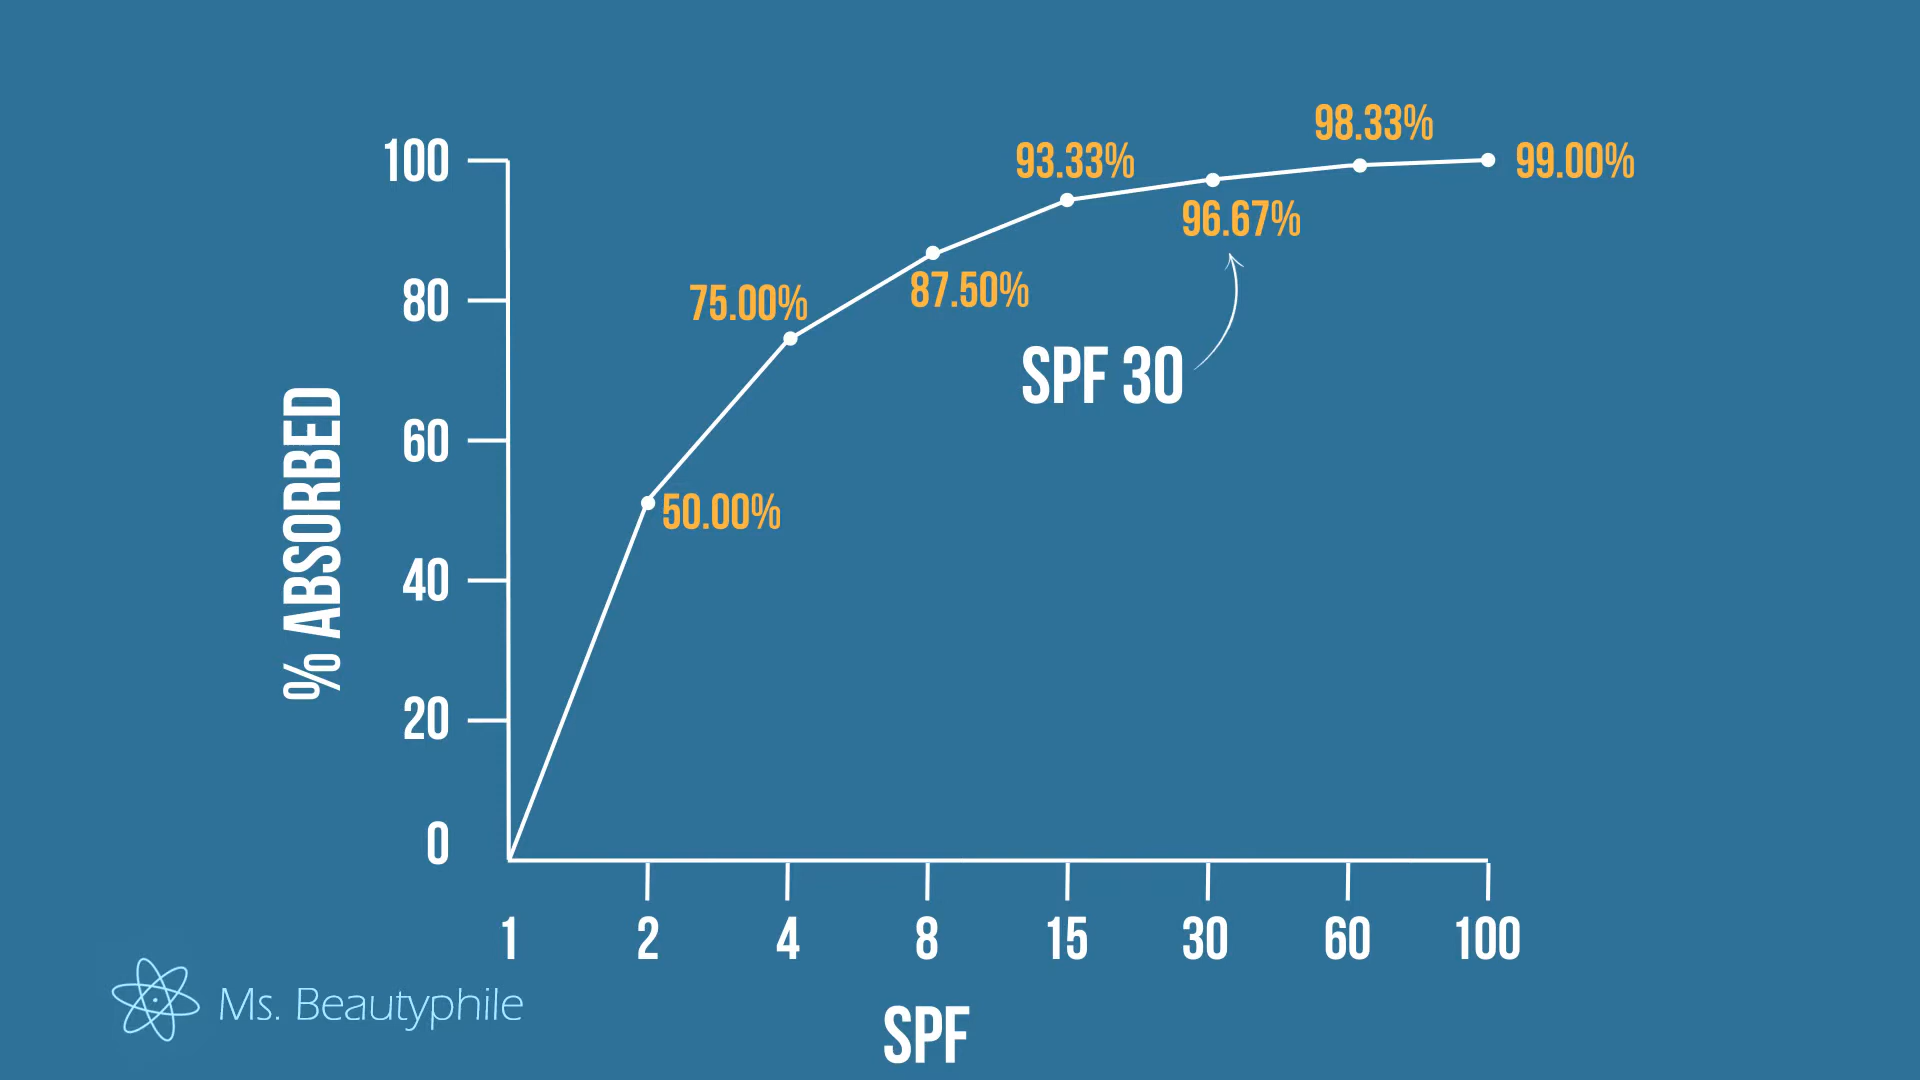 98.33%
100
93.33%
99.00%
96.67%
80
75.00%
87.50%
SPF 30
60
% ABSORBED
50.00%
40
20
0
1 2 4 8 15 30 60 100
Ms. Beautyphile
SPF